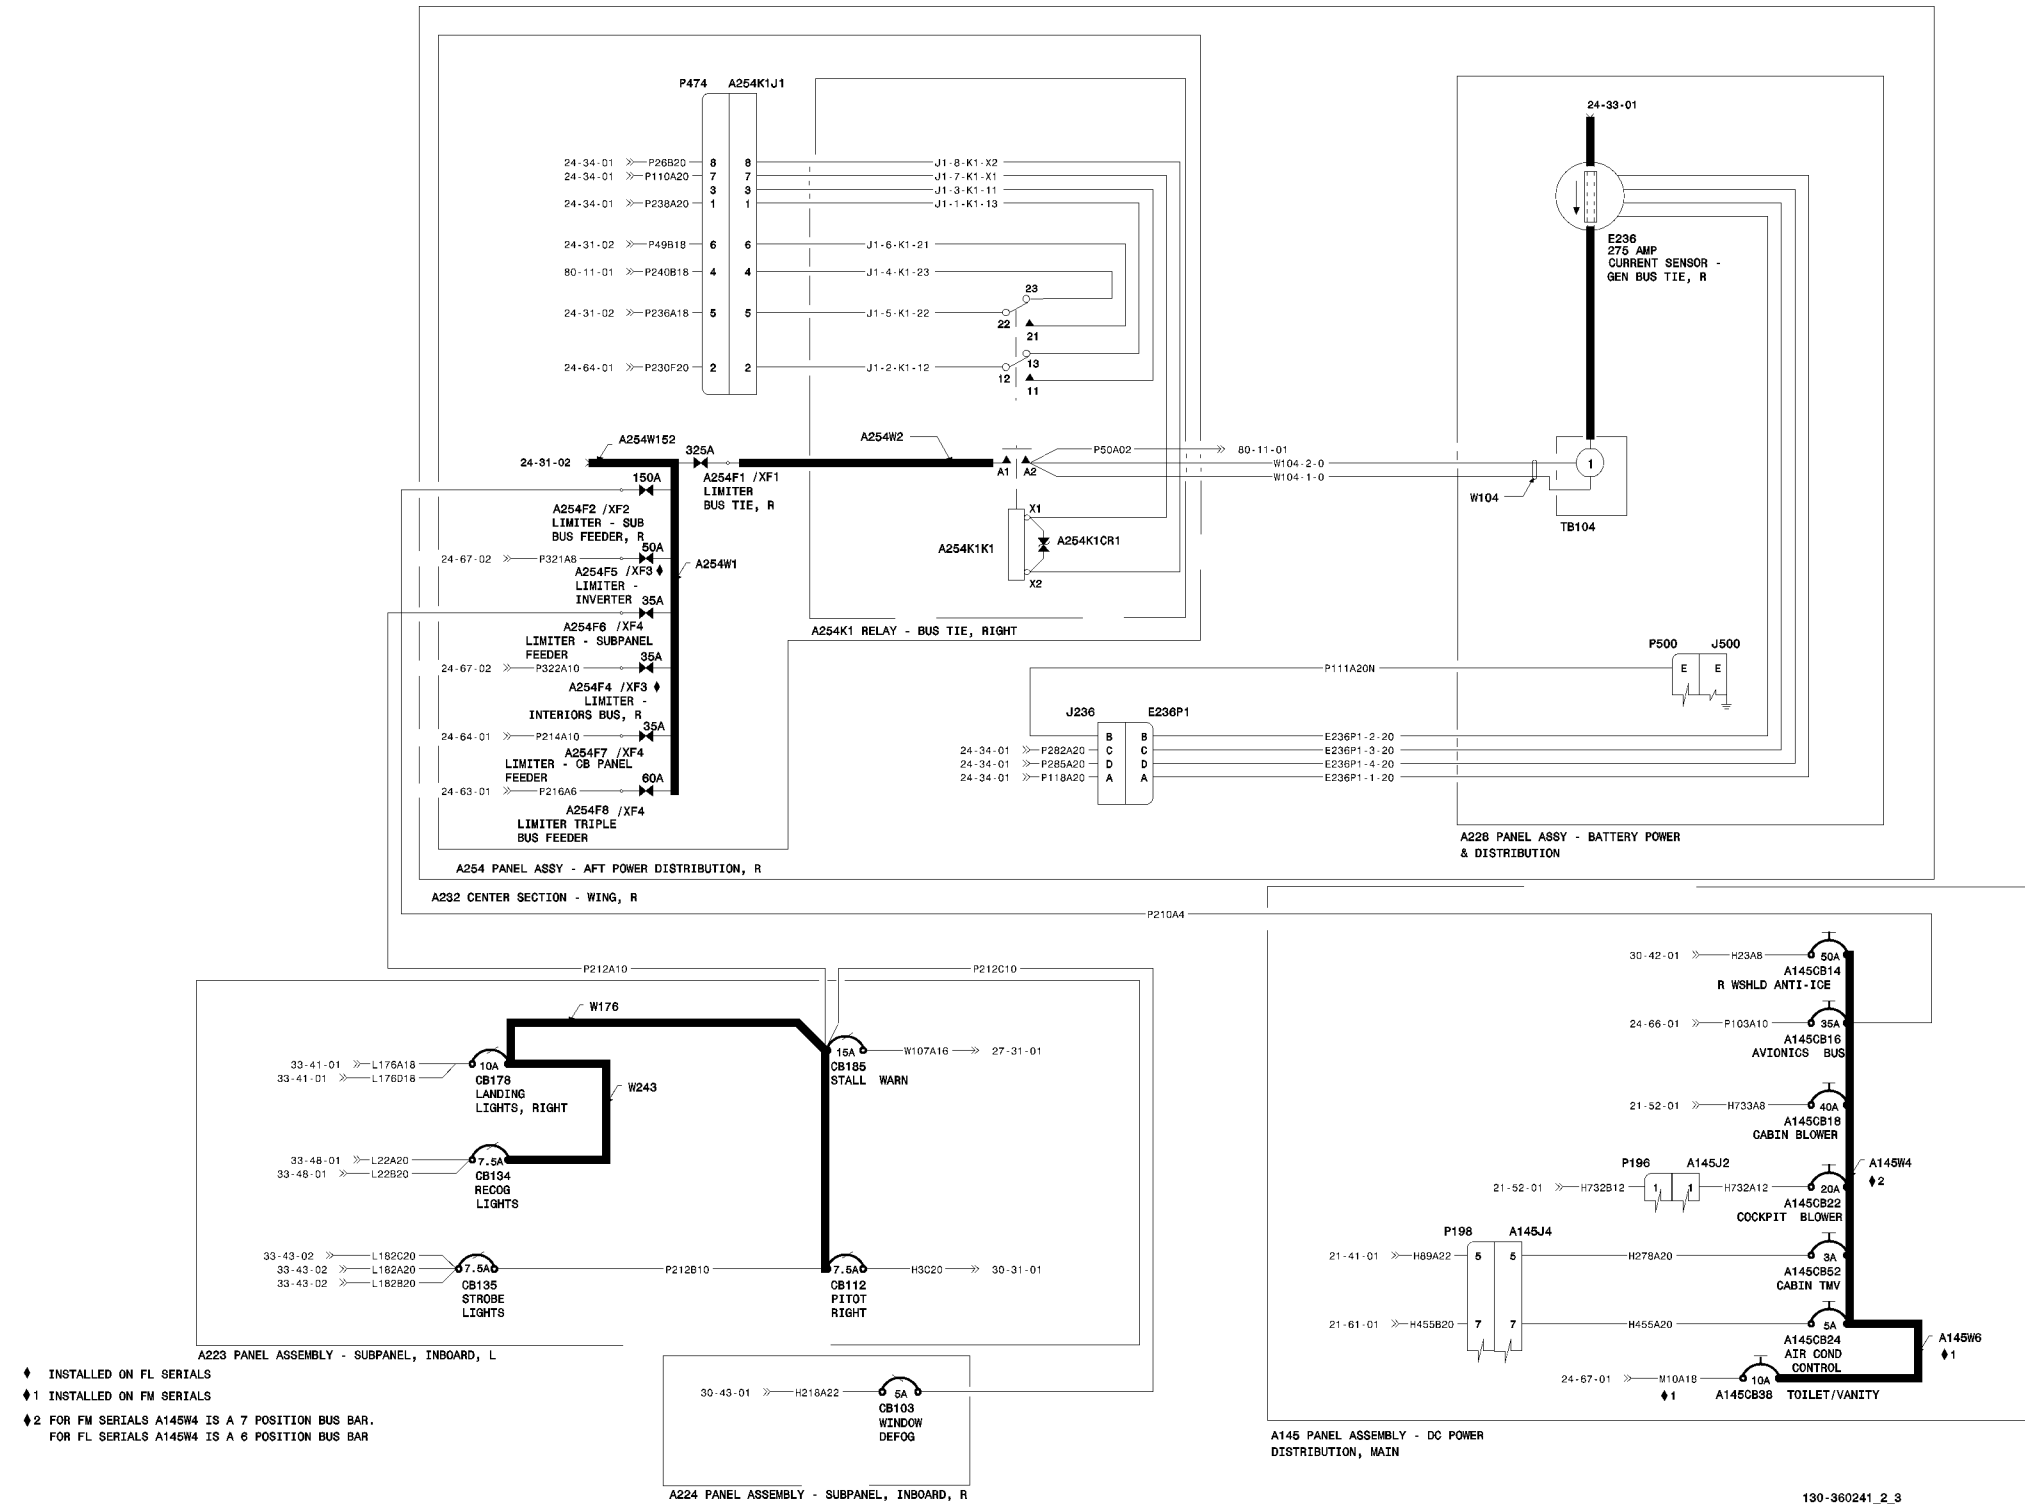 P474 A254K1J1
24-34-01 P26B20 8 8 J1-8-K1-X2
24-34-01 P110A20 7 7 J1-7-K1-X1
3 3 J1-3-K1-11
24-34-01 P238A20 1 1 J1-1-K1-13
24-31-02 P49B18 6 6 J1-6-K1-21
80-11-01 P240B18 4 4 J1-4-K1-23
24-31-02 P236A18 5 5 J1-5-K1-22
24-64-01 P230F20 2 2 J1-2-K1-12
23
22
21
13
12
11
24-33-01
E236
275 AMP
CURRENT SENSOR -
GEN BUS TIE, R
24-31-02
A254W152
325A
A254F1 /XF1
LIMITER
BUS TIE, R
A254W2
A1 A2
P50A02 80-11-01
W104-2-0
W104-1-0
W104
1
TB104
150A
A254F2 /XF2
LIMITER - SUB
BUS FEEDER, R
24-67-02 P321A8 50A
A254F5 /XF3 ♦
LIMITER -
INVERTER
A254W1
35A
A254F6 /XF4
LIMITER - SUBPANEL
FEEDER
24-67-02 P322A10 35A
A254F4 /XF3 ♦
LIMITER -
INTERIORS BUS, R
24-64-01 P214A10 35A
A254F7 /XF4
LIMITER - CB PANEL
FEEDER
24-63-01 P216A6 60A
A254F8 /XF4
LIMITER TRIPLE
BUS FEEDER
X1
A254K1K1
A254K1CR1
X2
A254K1 RELAY - BUS TIE, RIGHT
P500 J500
P111A20N E E
J236 E236P1
B B E236P1-2-20
24-34-01 P282A20 C C E236P1-3-20
24-34-01 P285A20 D D E236P1-4-20
24-34-01 P118A20 A A E236P1-1-20
A228 PANEL ASSY - BATTERY POWER
& DISTRIBUTION
A254 PANEL ASSY - AFT POWER DISTRIBUTION, R
A232 CENTER SECTION - WING, R
P210A4
P212A10
P212C10
W176
33-41-01 L176A18
33-41-01 L176D18
10A
CB178
LANDING
LIGHTS, RIGHT
W243
33-48-01 L22A20
33-48-01 L22B20
7.5A
CB134
RECOG
LIGHTS
33-43-02 L182C20
33-43-02 L182A20
33-43-02 L182B20
7.5A
CB135
STROBE
LIGHTS
P212B10
15A W107A16 27-31-01
CB185
STALL WARN
7.5A H3C20 30-31-01
CB112
PITOT
RIGHT
A223 PANEL ASSEMBLY - SUBPANEL, INBOARD, L
30-43-01 H218A22 5A
CB103
WINDOW
DEFOG
A224 PANEL ASSEMBLY - SUBPANEL, INBOARD, R
30-42-01 H23A8 50A
A145CB14
R WSHLD ANTI-ICE
24-66-01 P103A10 35A
A145CB16
AVIONICS BUS
21-52-01 H733A8 40A
A145CB18
CABIN BLOWER
P196 A145J2
21-52-01 H732B12 1 1 H732A12 20A
A145CB22
COCKPIT BLOWER
A145W4
♦2
P198 A145J4
21-41-01 H89A22 5 5 H278A20 3A
A145CB52
CABIN TMV
21-61-01 H455B20 7 7 H455A20 5A
A145CB24
AIR COND
CONTROL
A145W6
♦1
24-67-01 M10A18 10A
♦1
A145CB38 TOILET/VANITY
A145 PANEL ASSEMBLY - DC POWER
DISTRIBUTION, MAIN
♦ INSTALLED ON FL SERIALS
♦1 INSTALLED ON FM SERIALS
♦2 FOR FM SERIALS A145W4 IS A 7 POSITION BUS BAR.
FOR FL SERIALS A145W4 IS A 6 POSITION BUS BAR
130-360241_2_3